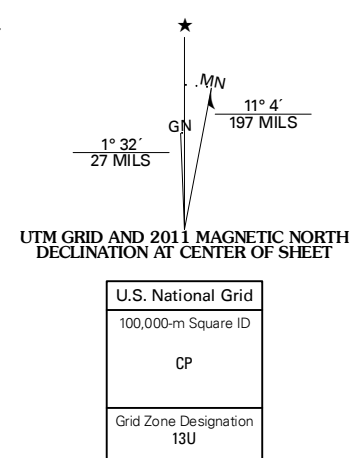 ★
MN
GN
11° 4´
197 MILS
1° 32´
27 MILS
UTM GRID AND 2011 MAGNETIC NORTH
DECLINATION AT CENTER OF SHEET
U.S. National Grid
100,000-m Square ID
CP
Grid Zone Designation
13U